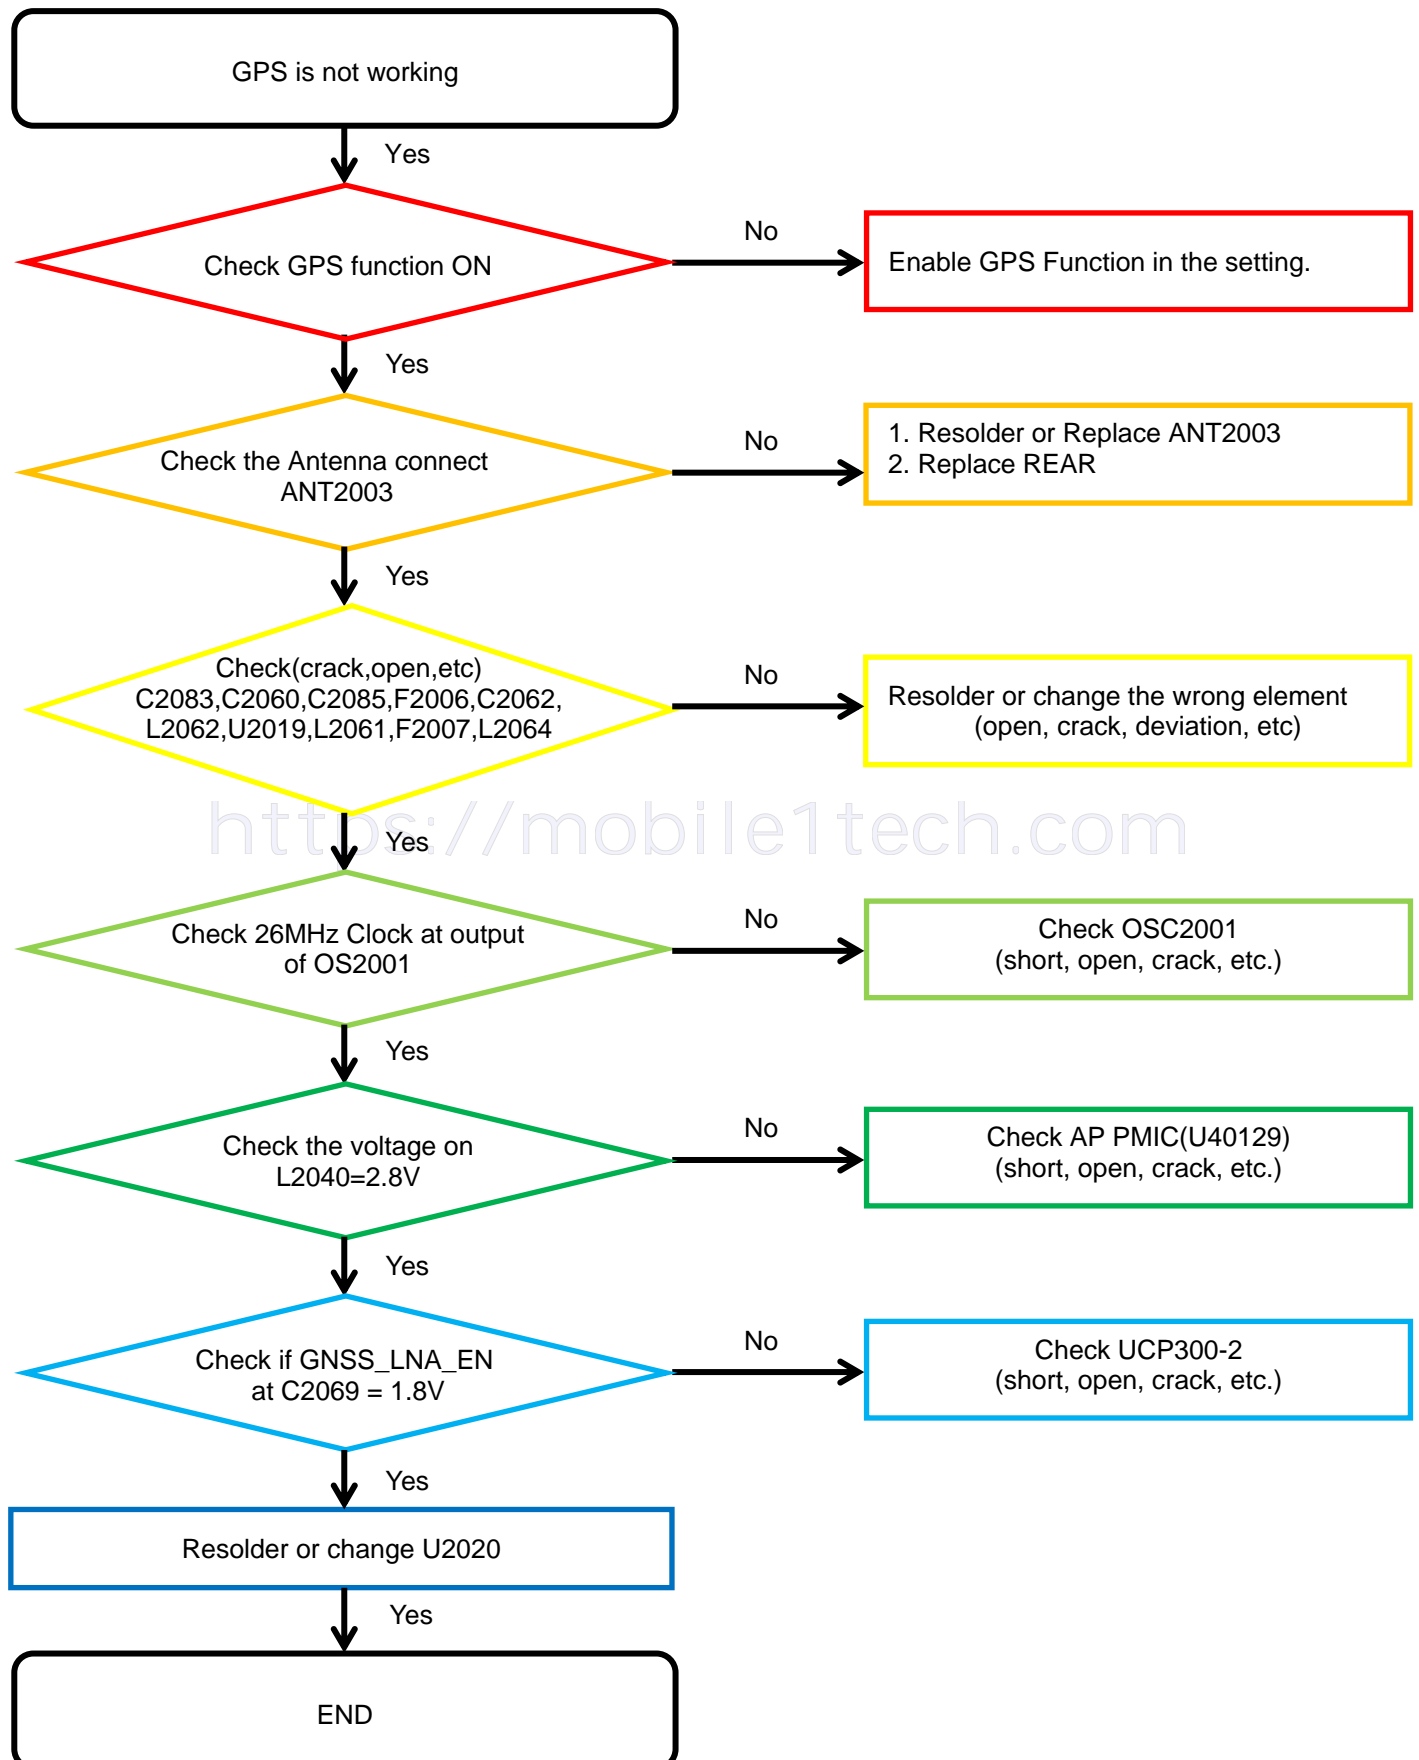 GPS is not working
Yes
Check GPS function ON
No
Enable GPS Function in the setting.
Yes
Check the Antenna connect
ANT2003
No
1. Resolder or Replace ANT2003
2. Replace REAR
Yes
Check(crack,open,etc)
C2083,C2060,C2085,F2006,C2062,
L2062,U2019,L2061,F2007,L2064
No
Resolder or change the wrong element
(open, crack, deviation, etc)
https://mobile1tech.com
Yes
Check 26MHz Clock at output
of OS2001
No
Check OSC2001
(short, open, crack, etc.)
Yes
Check the voltage on
L2040=2.8V
No
Check AP PMIC(U40129)
(short, open, crack, etc.)
Yes
Check if GNSS_LNA_EN
at C2069 = 1.8V
No
Check UCP300-2
(short, open, crack, etc.)
Yes
Resolder or change U2020
Yes
END